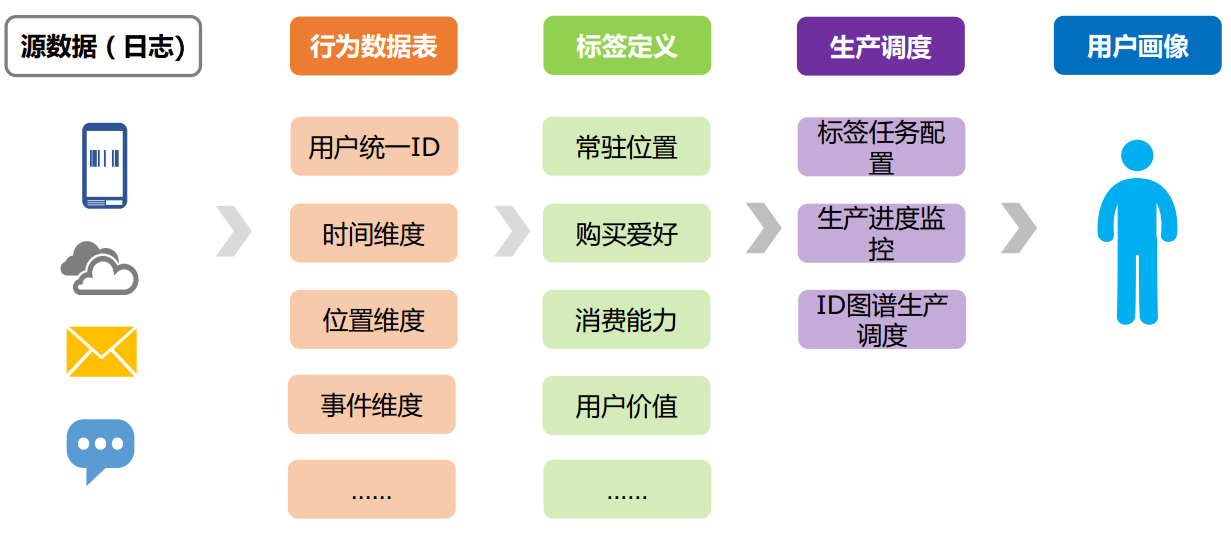 源数据（日志）
行为数据表
标签定义
生产调度
用户画像
用户统一ID
时间维度
位置维度
事件维度
......
常驻位置
购买爱好
消费能力
用户价值
......
标签任务配
置
生产进度监
控
ID图谱生产
调度